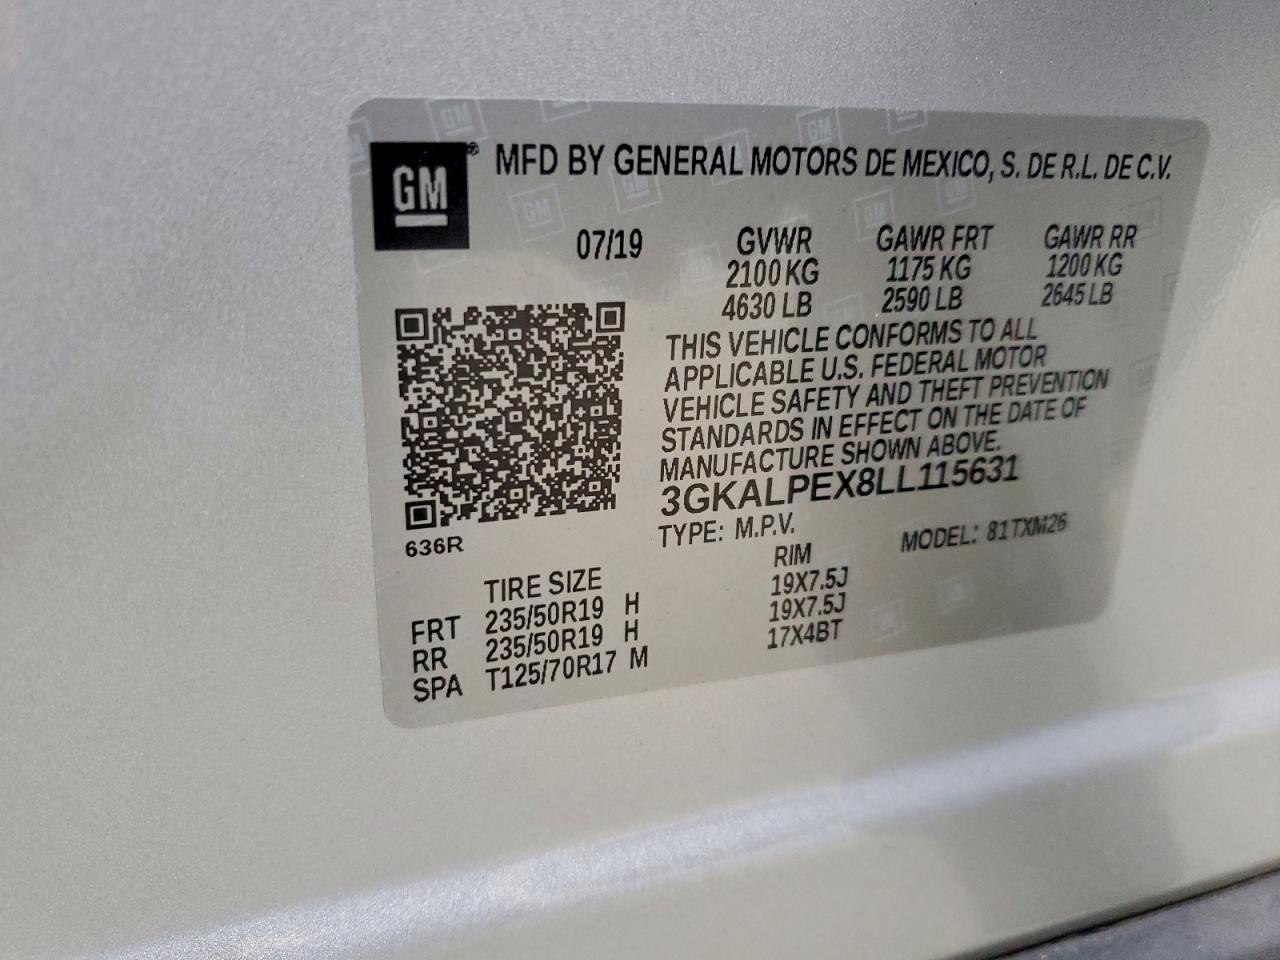 GM® MFD BY GENERAL MOTORS DE MEXICO, S. DE R.L. DE C.V.
07/19 GVWR GAWR FRT GAWR RR
2100 KG 1175 KG 1200 KG
4630 LB 2590 LB 2645 LB
THIS VEHICLE CONFORMS TO ALL
APPLICABLE U.S. FEDERAL MOTOR
VEHICLE SAFETY AND THEFT PREVENTION
STANDARDS IN EFFECT ON THE DATE OF
MANUFACTURE SHOWN ABOVE.
3GKALPEX8LL115631
TYPE: M.P.V. MODEL: 81TXM26
636R
TIRE SIZE RIM
FRT 235/50R19 H 19X7.5J
RR 235/50R19 H 19X7.5J
SPA T125/70R17 M 17X4BT